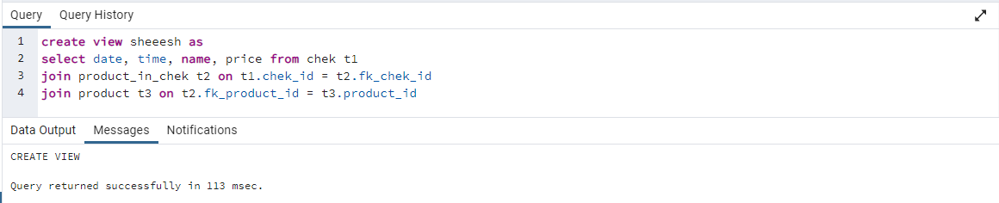 Query Query History
1 create view sheeesh as
2 select date, time, name, price from chek t1
3 join product_in_chek t2 on t1.chek_id = t2.fk_chek_id
4 join product t3 on t2.fk_product_id = t3.product_id
Data Output Messages Notifications
CREATE VIEW
Query returned successfully in 113 msec.